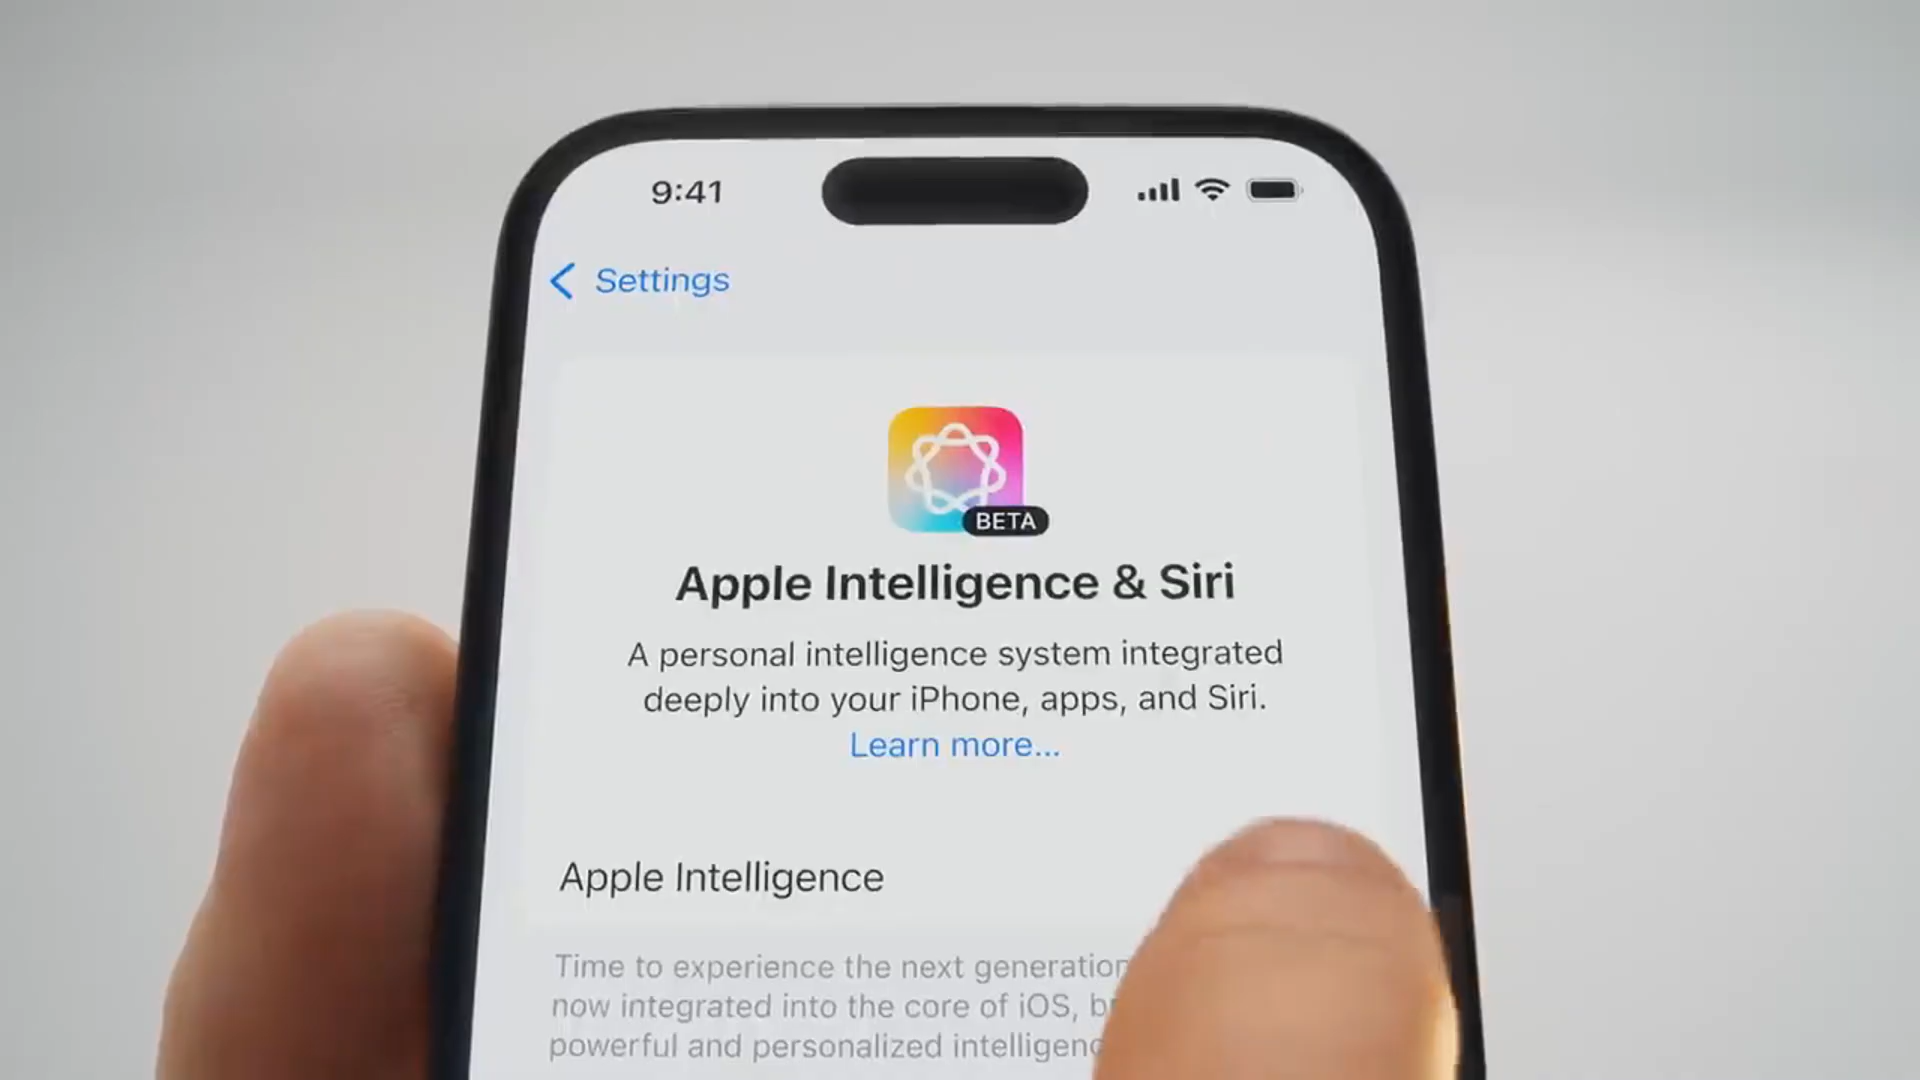 9:41
Settings
BETA
Apple Intelligence & Siri
A personal intelligence system integrated
deeply into your iPhone, apps, and Siri.
Learn more...
Apple Intelligence
Time to experience the next generation
now integrated into the core of iOS,
powerful and personalized